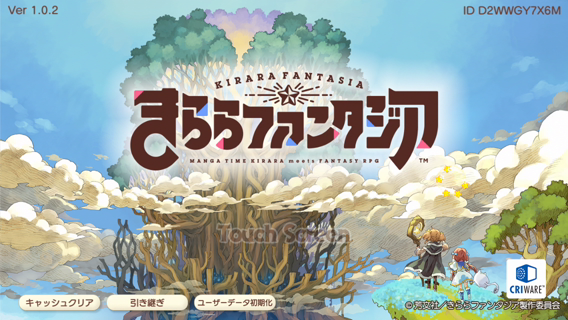 Ver 1.0.2
ID D2WWGY7X6M
KIRARA FANTASIA
きららファンタジア
MANGA TIME KIRARA meets FANTASY RPG
TM
Touch Screen
CRIWARE
キャッシュクリア
引き継ぎ
ユーザーデータ初期化
©芳文社／きららファンタジア製作委員会